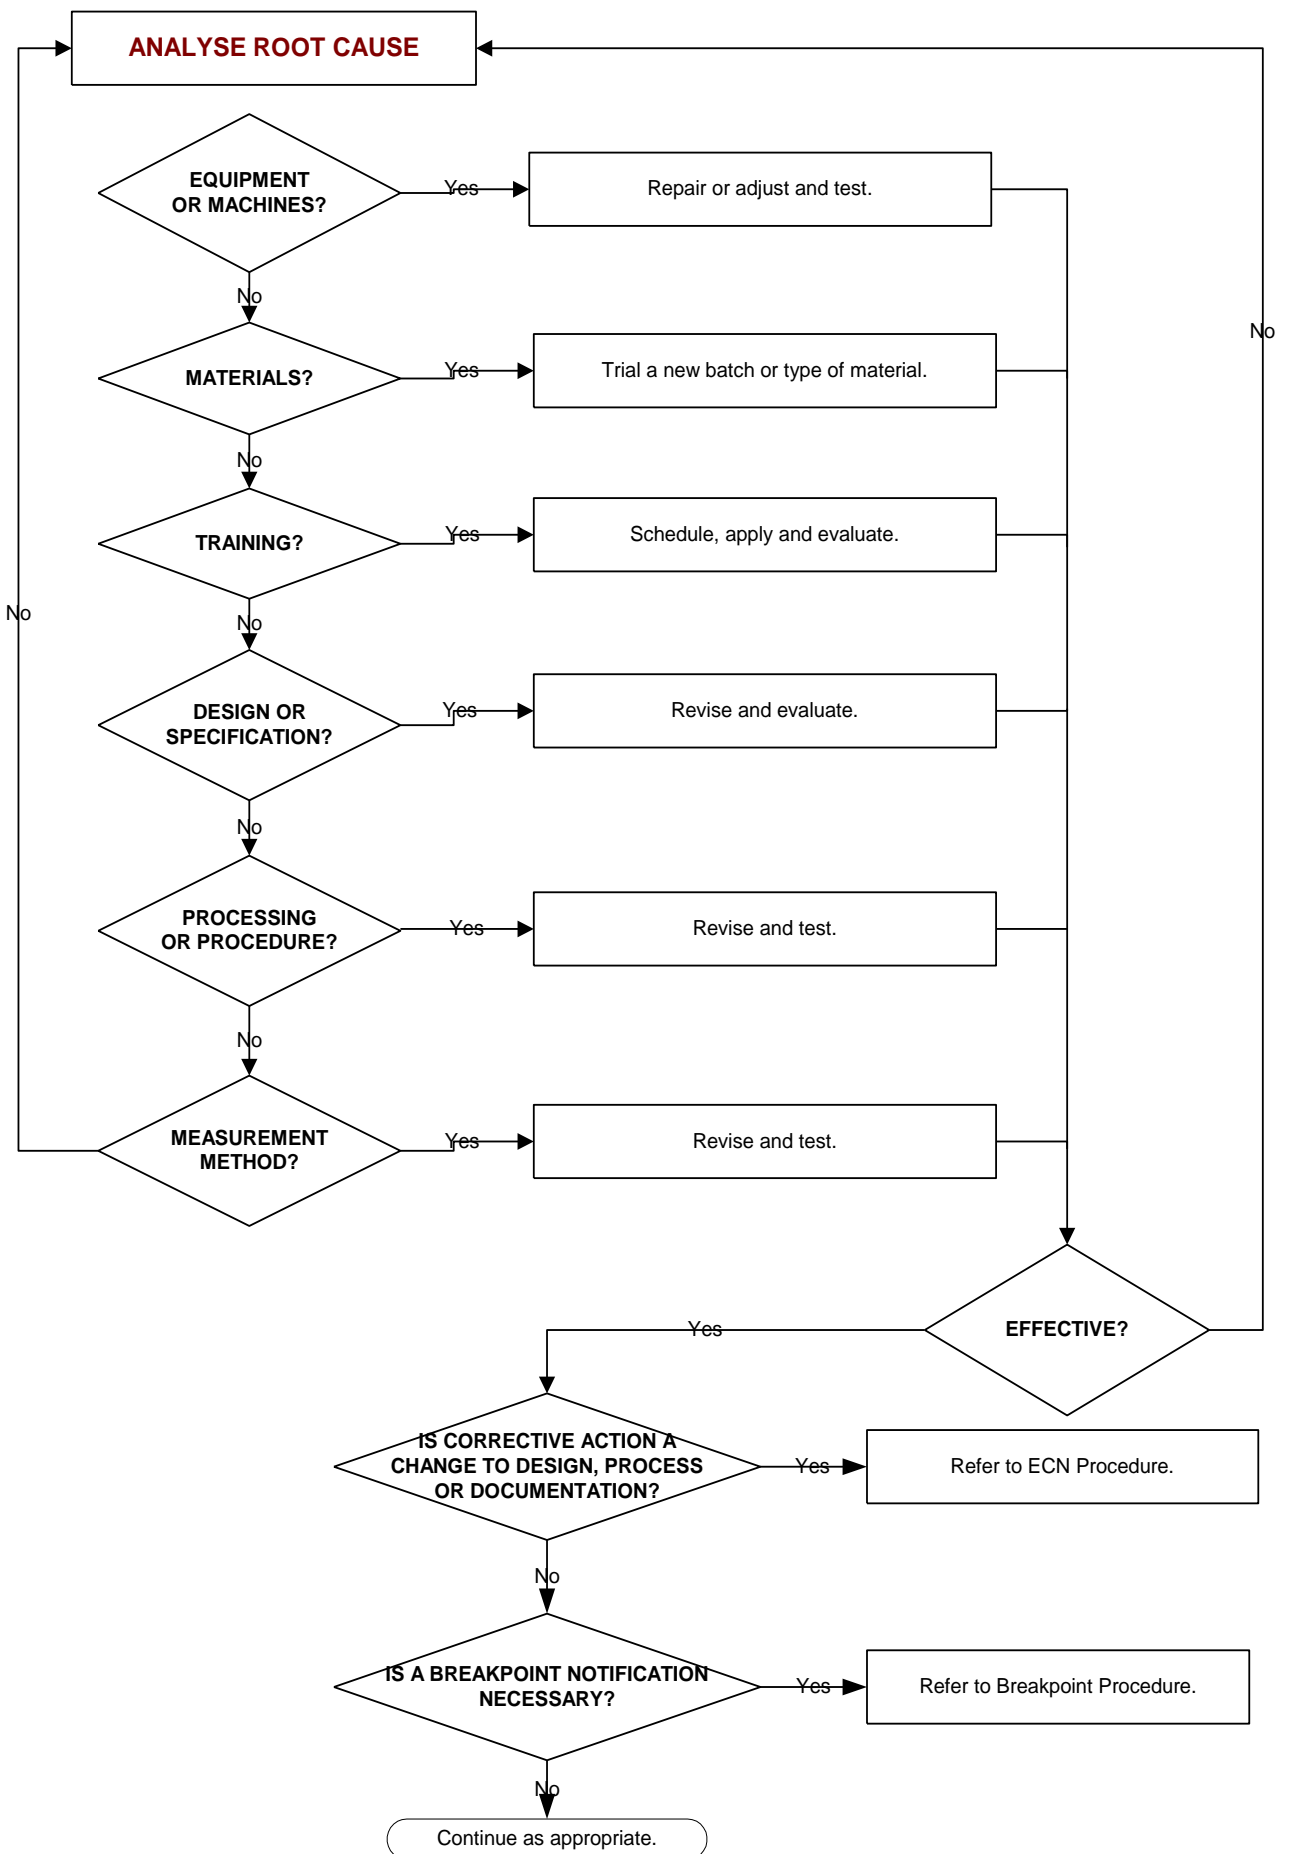 ANALYSE ROOT CAUSE
EQUIPMENT
OR MACHINES?
Yes
Repair or adjust and test.
No
No
MATERIALS?
Yes
Trial a new batch or type of material.
No
TRAINING?
Yes
Schedule, apply and evaluate.
No
No
DESIGN OR
SPECIFICATION?
Yes
Revise and evaluate.
No
PROCESSING
OR PROCEDURE?
Yes
Revise and test.
No
MEASUREMENT
METHOD?
Yes
Revise and test.
EFFECTIVE?
Yes
IS CORRECTIVE ACTION A
CHANGE TO DESIGN, PROCESS
OR DOCUMENTATION?
Yes
Refer to ECN Procedure.
No
IS A BREAKPOINT NOTIFICATION
NECESSARY?
Yes
Refer to Breakpoint Procedure.
No
Continue as appropriate.